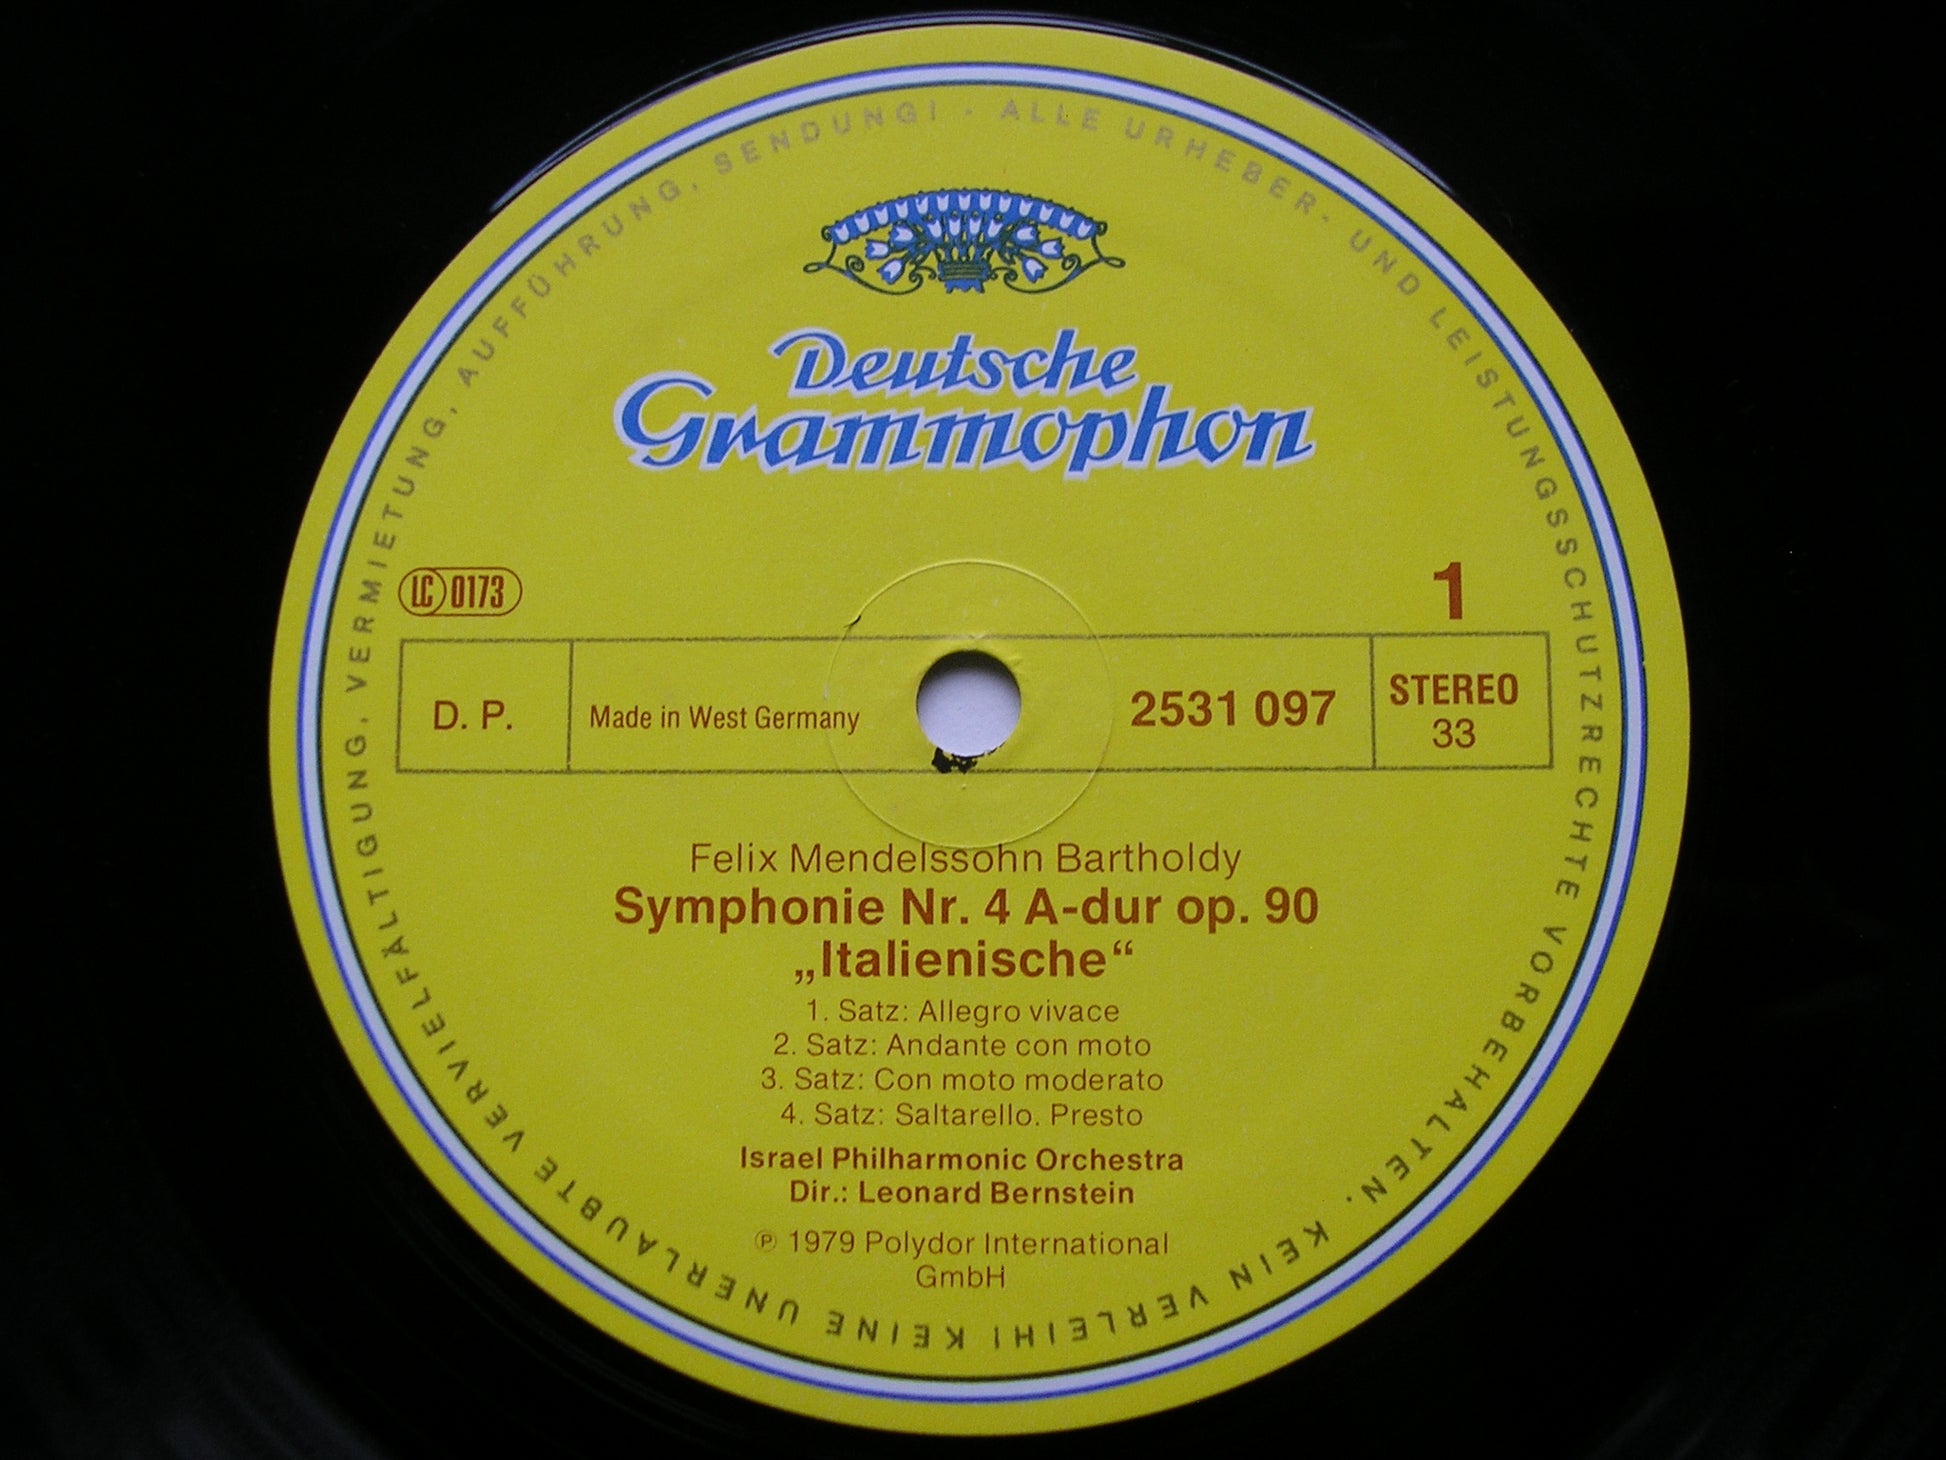 ALLE URHEBER- UND LEISTUNGSSCHUTZRECHTE VORBEHALTEN. KEIN VERLEIH! KEINE UNERLAUBTE VERVIELFÄLTIGUNG, VERMIETUNG, AUFFÜHRUNG, SENDUNG! ·
Deutsche
Grammophon
LC 0173
1
D. P.
Made in West Germany
2531 097
STEREO
33
Felix Mendelssohn Bartholdy
Symphonie Nr. 4 A-dur op. 90
„Italienische“
1. Satz: Allegro vivace
2. Satz: Andante con moto
3. Satz: Con moto moderato
4. Satz: Saltarello. Presto
Israel Philharmonic Orchestra
Dir.: Leonard Bernstein
℗ 1979 Polydor International
GmbH